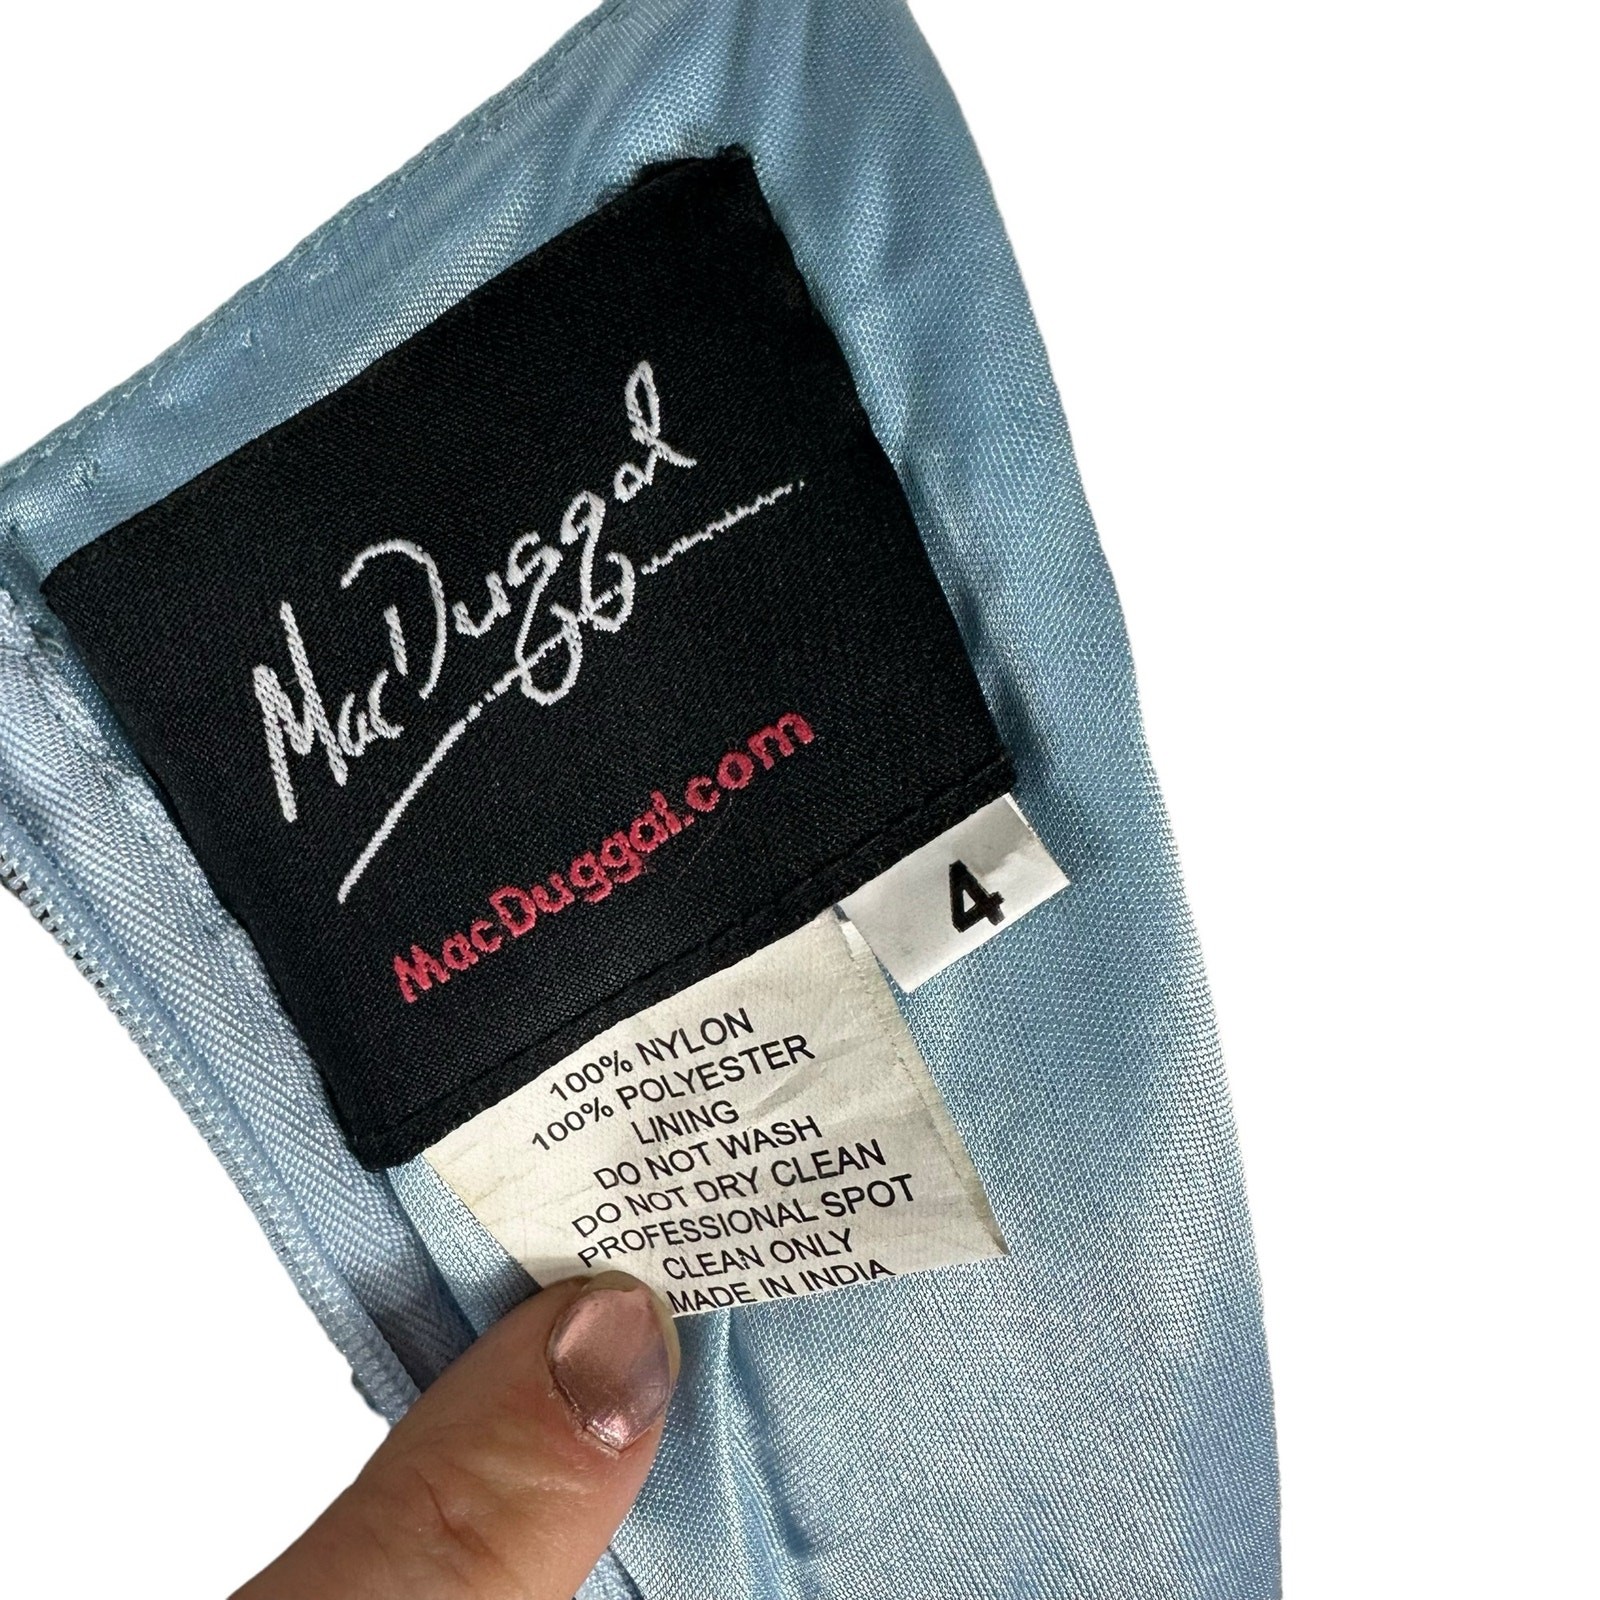 MacDuggal
MacDuggal.com
4
100% NYLON
100% POLYESTER
LINING
DO NOT WASH
DO NOT DRY CLEAN
PROFESSIONAL SPOT
CLEAN ONLY
MADE IN INDIA